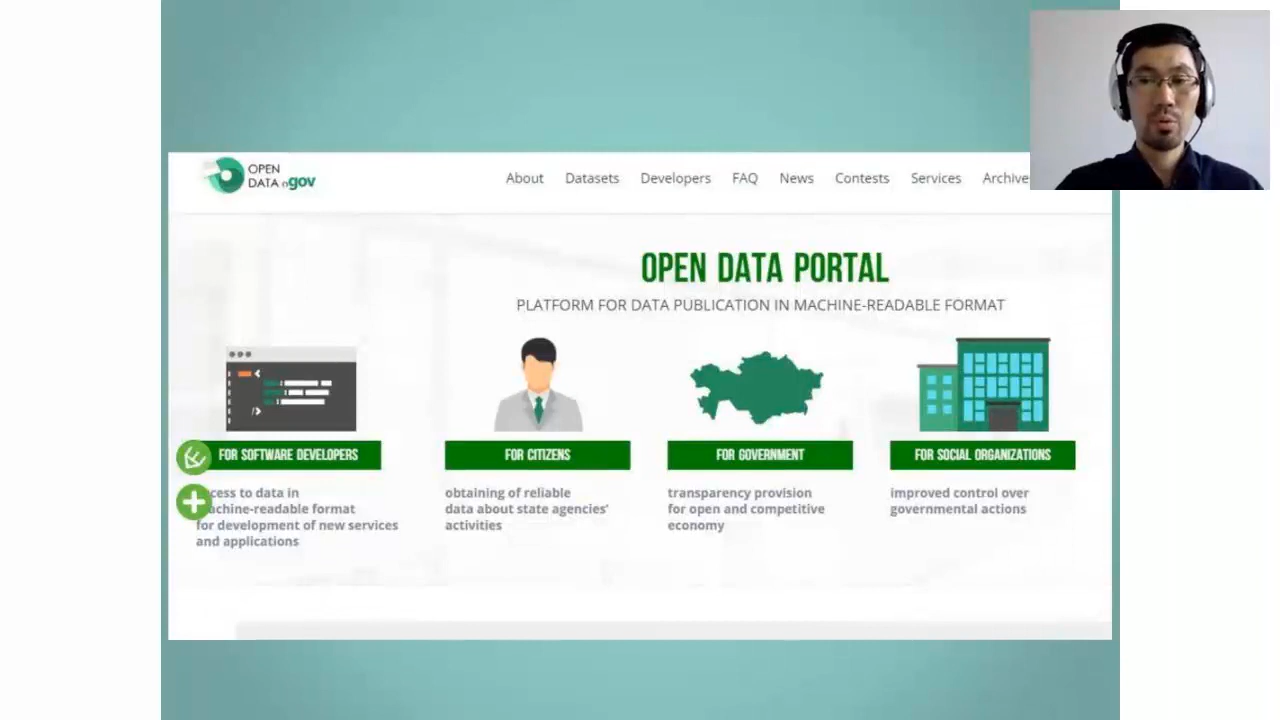 OPEN
DATA egov
About Datasets Developers FAQ News Contests Services Archive
OPEN DATA PORTAL
PLATFORM FOR DATA PUBLICATION IN MACHINE-READABLE FORMAT
FOR SOFTWARE DEVELOPERS
cess to data in
achine-readable format
for development of new services
and applications
FOR CITIZENS
obtaining of reliable
data about state agencies'
activities
FOR GOVERNMENT
transparency provision
for open and competitive
economy
FOR SOCIAL ORGANIZATIONS
improved control over
governmental actions